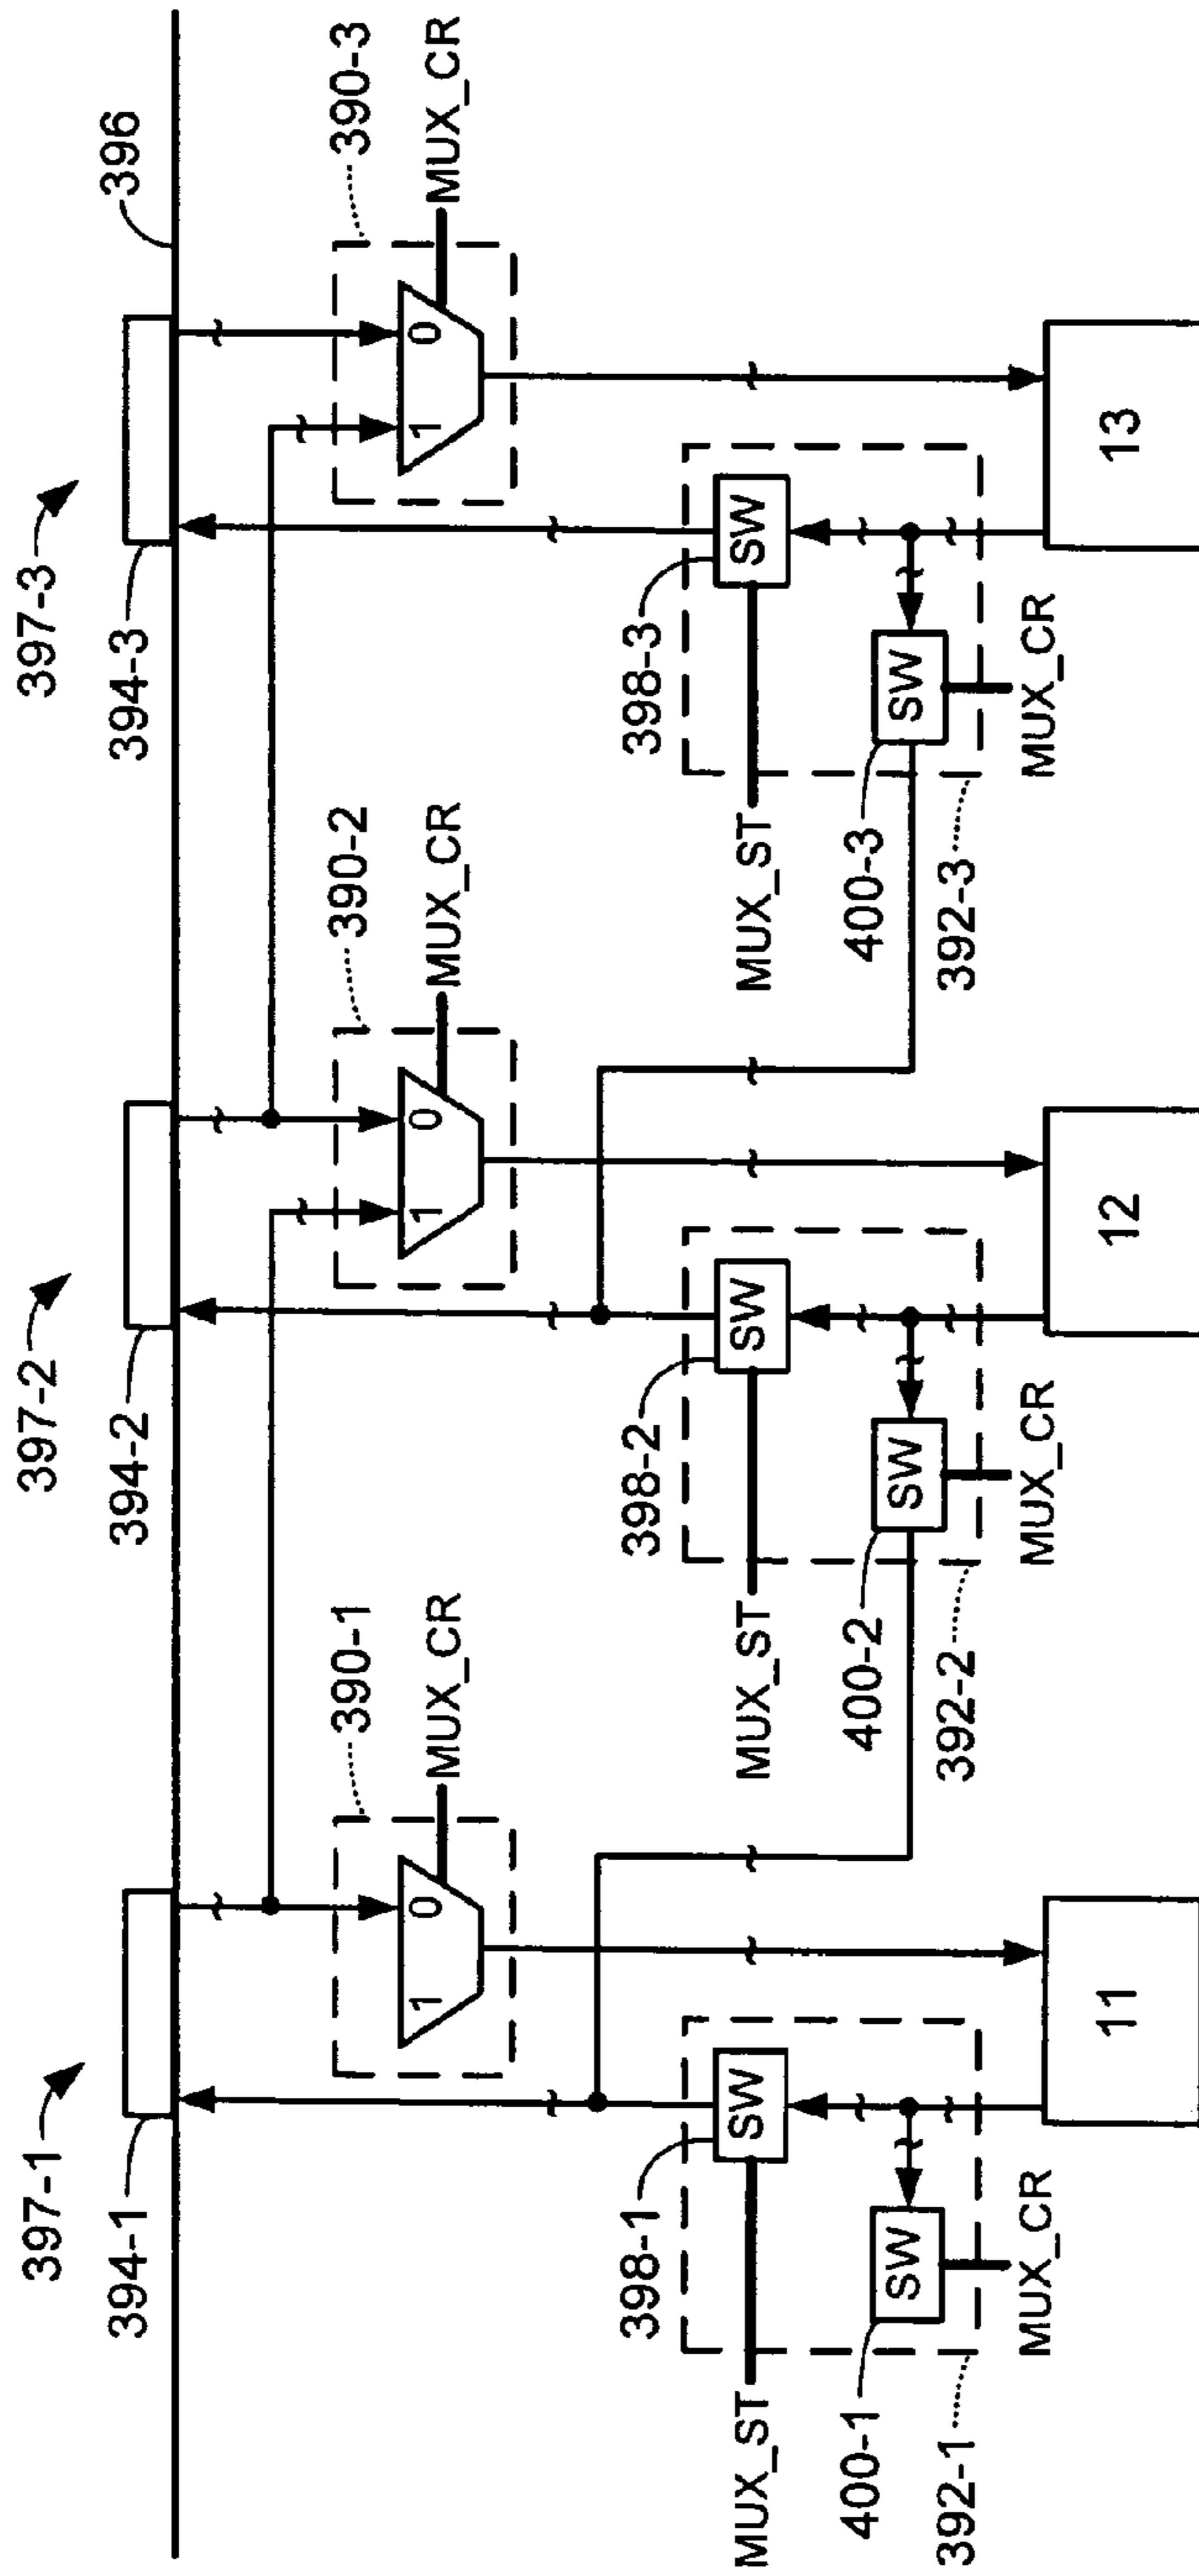 397-1
397-2
397-3
394-1
394-2
394-3
396
390-1
390-2
390-3
1
0
MUX_CR
1
0
MUX_CR
1
0
MUX_CR
398-1
SW
398-2
SW
398-3
SW
MUX_ST
MUX_ST
MUX_ST
400-1
SW
400-2
SW
400-3
SW
392-1
392-2
392-3
MUX_CR
MUX_CR
MUX_CR
11
12
13